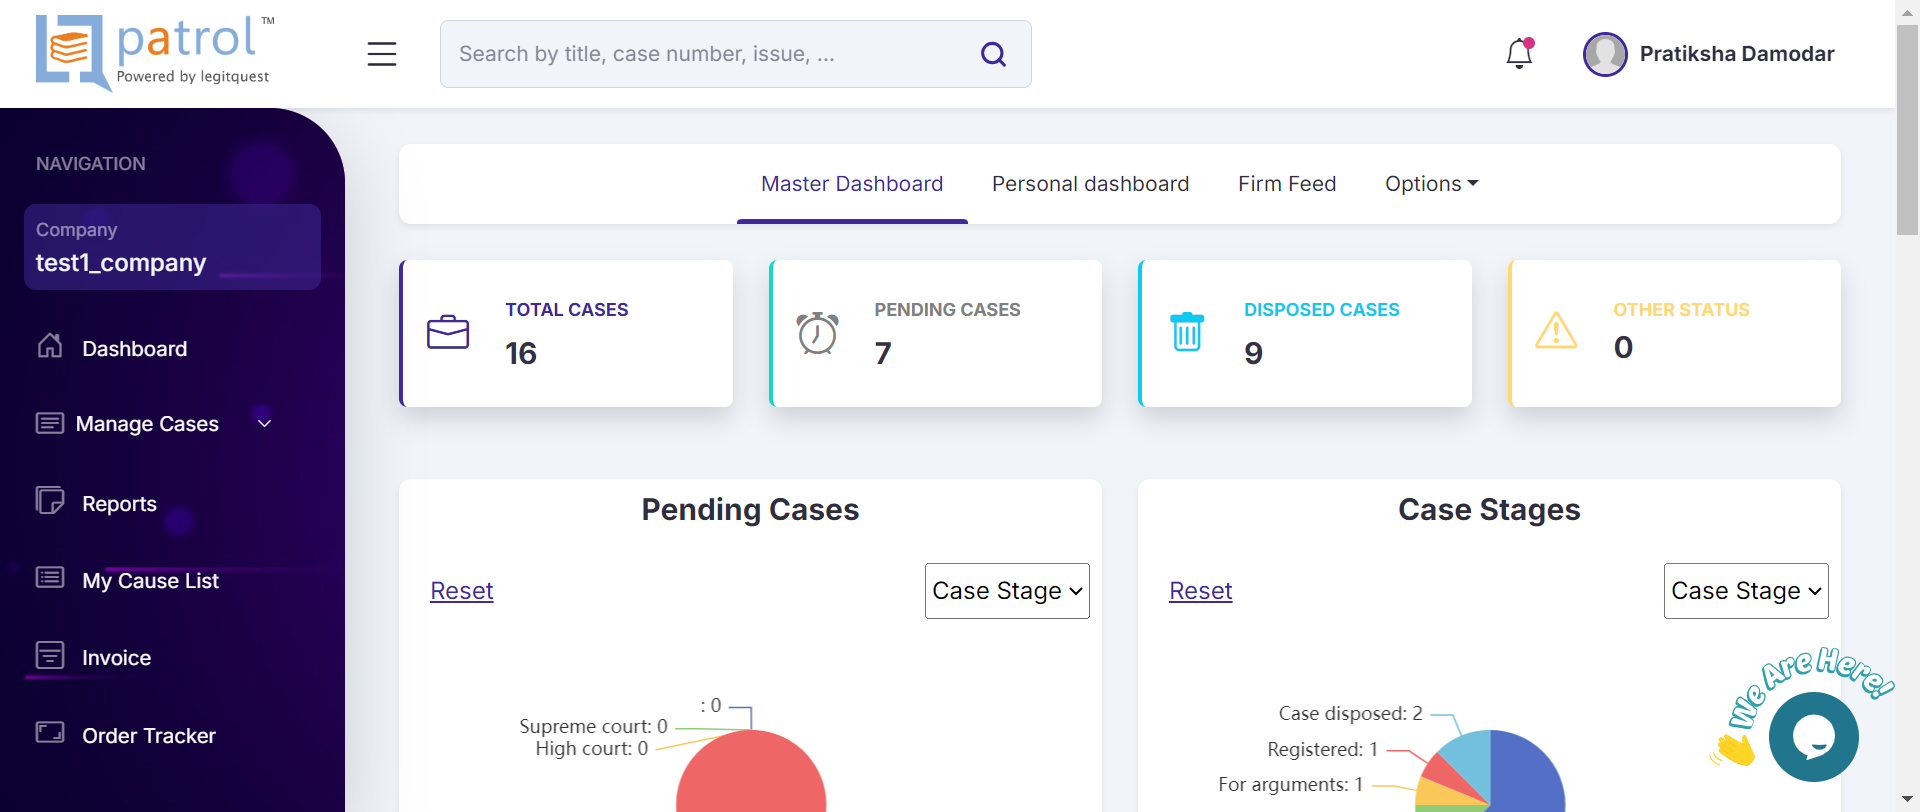 patrol ™
Powered by legitquest
Search by title, case number, issue, ...
Pratiksha Damodar
NAVIGATION
Company
test1_company
Dashboard
Manage Cases
Reports
My Cause List
Invoice
Order Tracker
Master Dashboard Personal dashboard Firm Feed Options
TOTAL CASES
16
PENDING CASES
7
DISPOSED CASES
9
OTHER STATUS
0
Pending Cases
Reset Case Stage
: 0
Supreme court: 0
High court: 0
Case Stages
Reset Case Stage
Case disposed: 2
Registered: 1
For arguments: 1
We Are Here!